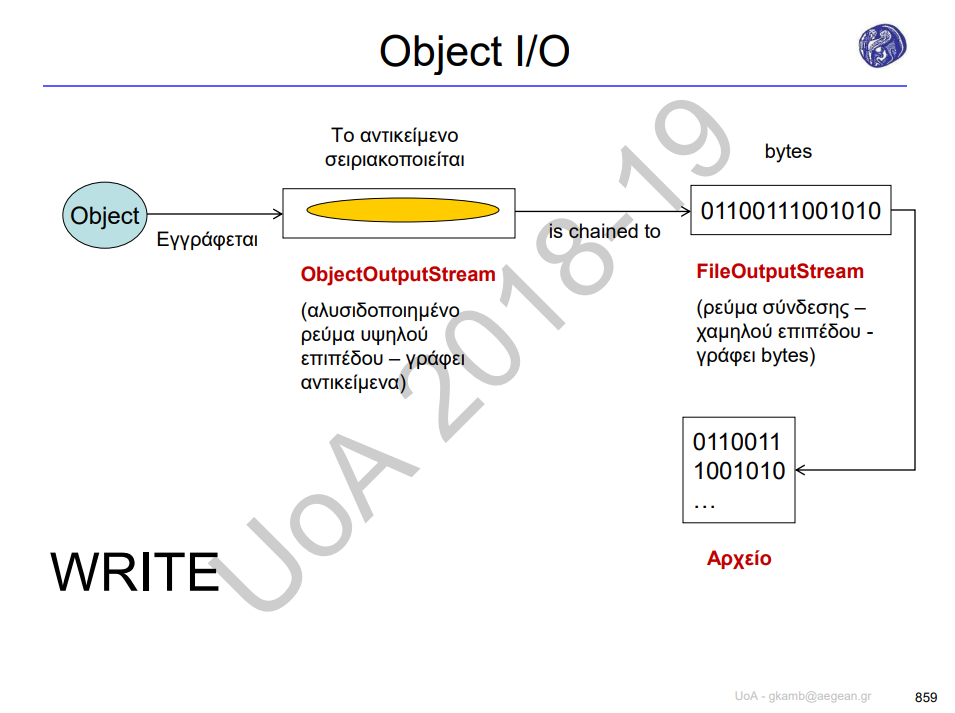 Object I/O
Το αντικείμενο
σειριακοποιείται
bytes
Object
01100111001010
Εγγράφεται
is chained to
ObjectOutputStream
(αλυσιδοποιημένο
ρεύμα υψηλού
επιπέδου – γράφει
αντικείμενα)
FileOutputStream
(ρεύμα σύνδεσης –
χαμηλού επιπέδου -
γράφει bytes)
0110011
1001010
…
Αρχείο
WRITE
UoA 2018-19
UoA - gkamb@aegean.gr
859